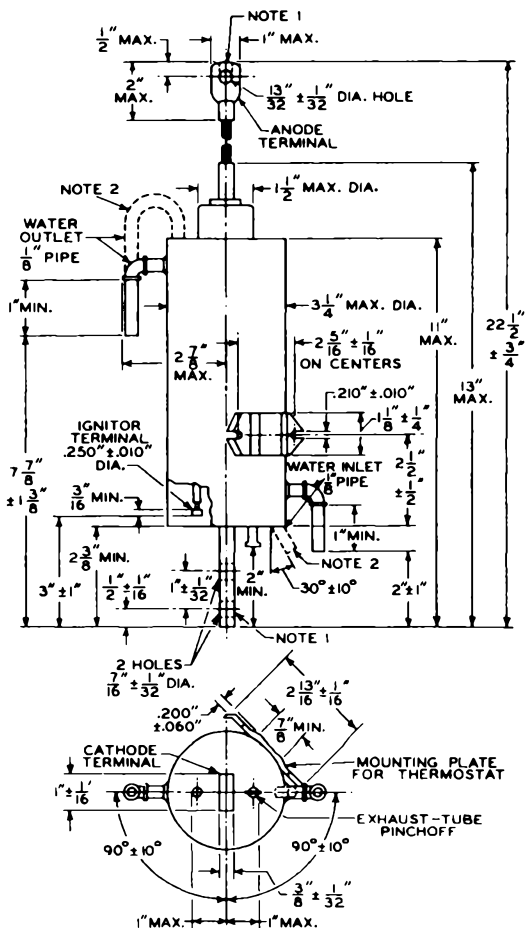 NOTE 1
1/2" MAX.
1" MAX.
2" MAX.
13/32" ± 1/32" DIA. HOLE
ANODE
TERMINAL
NOTE 2
1 1/2" MAX. DIA.
WATER
OUTLET
1/8" PIPE
1" MIN.
3 1/4" MAX. DIA.
11" MAX.
22 1/2" ± 3/4"
13" MAX.
2 7/8" MAX.
2 5/16" ± 1/16"
ON CENTERS
.210" ± .010"
1 1/8" ± 1/4"
IGNITOR
TERMINAL
.250" ± .010"
DIA.
WATER INLET
1/8" PIPE
2 1/2" ± 1/2"
7 7/8" ± 1 3/8"
3/16" MIN.
1" MIN.
2 3/8" MIN.
NOTE 2
3" ± 1"
1/2" ± 1/16"
1" ± 1/32"
2" MIN.
30° ± 10°
2" ± 1"
NOTE 1
2 HOLES
7/16" ± 1/32" DIA.
2 13/16" ± 1/16"
.200"
± .060"
7/8" MIN.
CATHODE
TERMINAL
MOUNTING PLATE
FOR THERMOSTAT
1" ± 1/16'
EXHAUST-TUBE
PINCHOFF
90° ± 10°
90° ± 10°
3/8" ± 1/32"
1" MAX.
1" MAX.